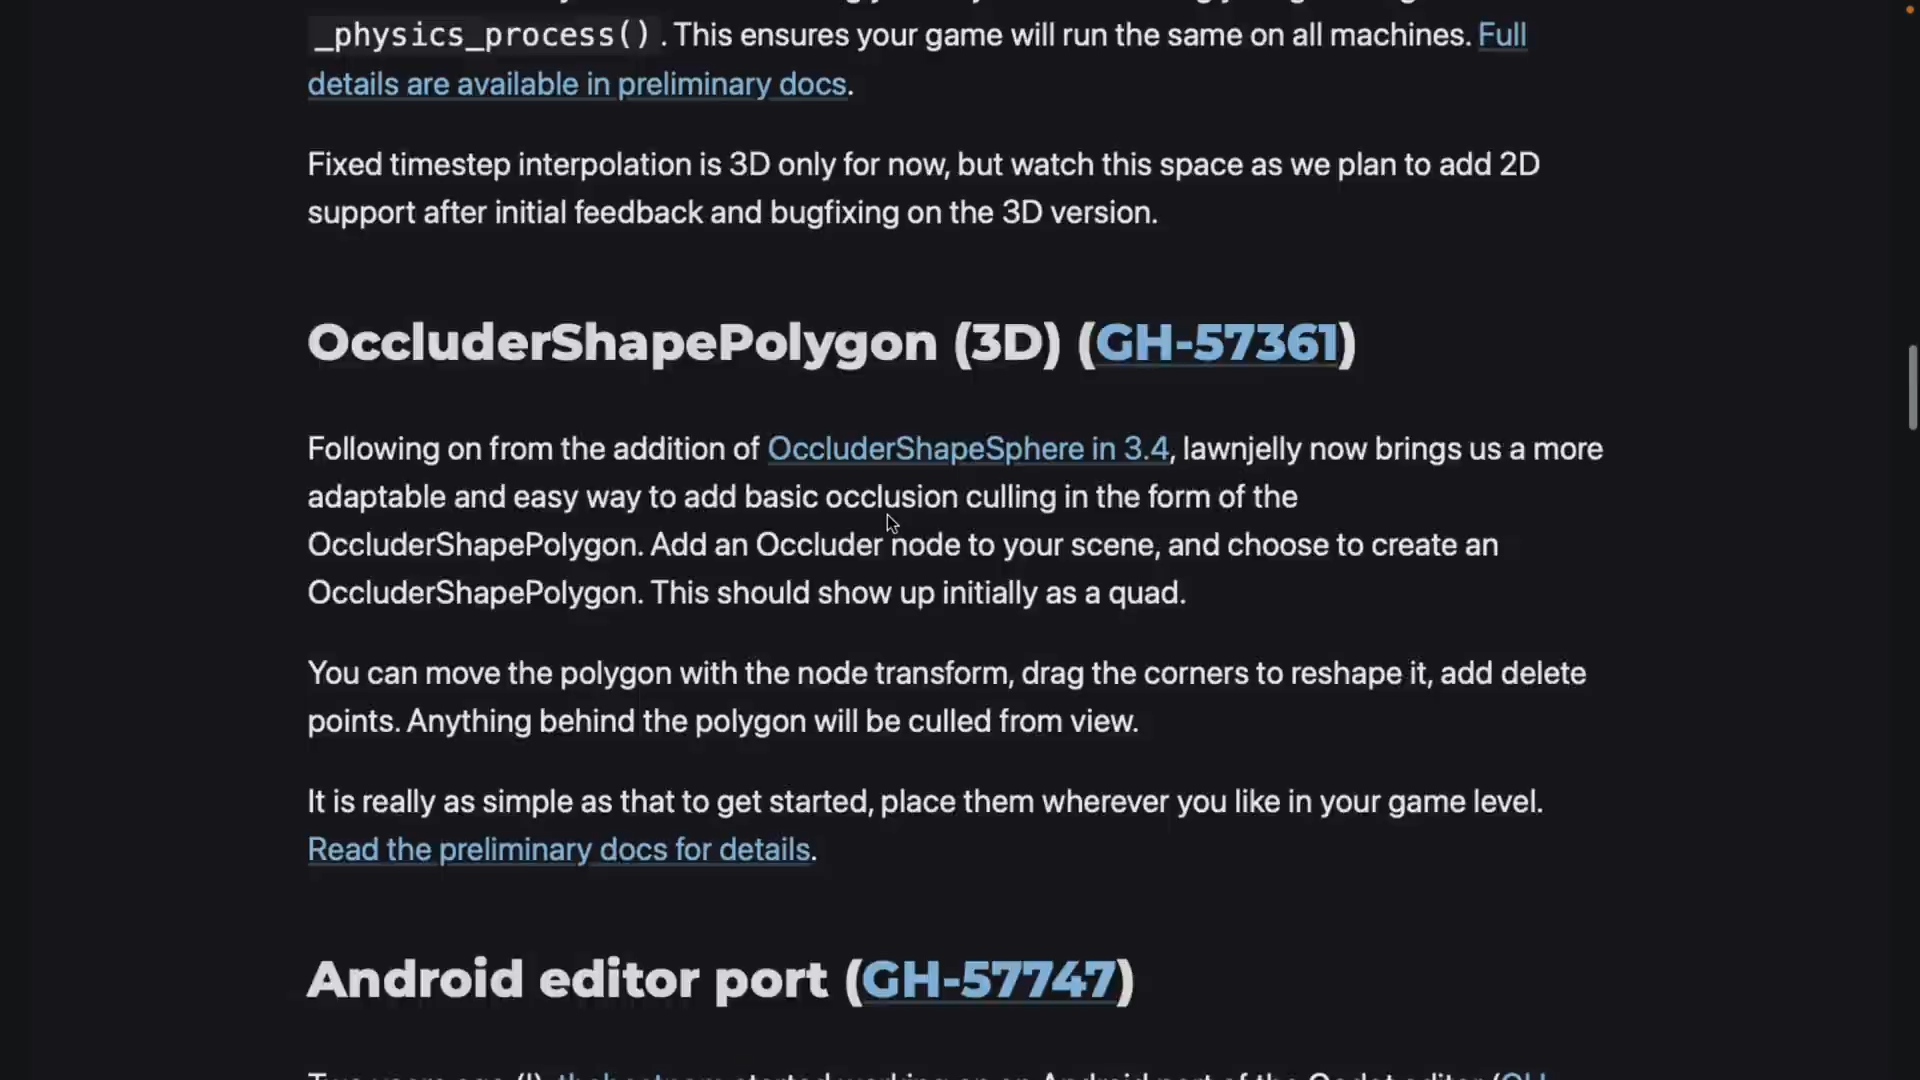 _physics_process() . This ensures your game will run the same on all machines. Full
details are available in preliminary docs.
Fixed timestep interpolation is 3D only for now, but watch this space as we plan to add 2D
support after initial feedback and bugfixing on the 3D version.
OccluderShapePolygon (3D) (GH-57361)
Following on from the addition of OccluderShapeSphere in 3.4, lawnjelly now brings us a more
adaptable and easy way to add basic occlusion culling in the form of the
OccluderShapePolygon. Add an Occluder node to your scene, and choose to create an
OccluderShapePolygon. This should show up initially as a quad.
You can move the polygon with the node transform, drag the corners to reshape it, add delete
points. Anything behind the polygon will be culled from view.
It is really as simple as that to get started, place them wherever you like in your game level.
Read the preliminary docs for details.
Android editor port (GH-57747)